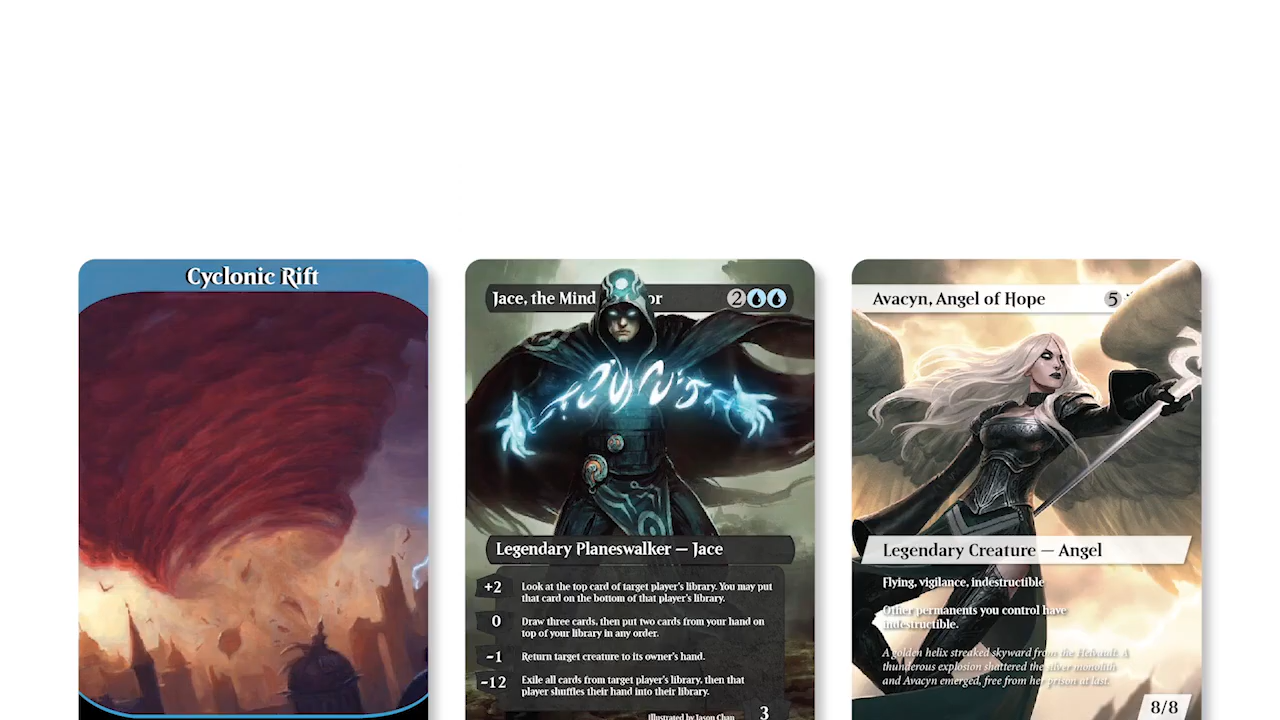 Cyclonic Rift
Jace, the Mind or
2
Legendary Planeswalker — Jace
+2 Look at the top card of target player's library. You may put
that card on the bottom of that player's library.
0 Draw three cards, then put two cards from your hand on
top of your library in any order.
−1 Return target creature to its owner's hand.
−12 Exile all cards from target player's library, then that
player shuffles their hand into their library.
Illustrated by Jason Chan
3
Avacyn, Angel of Hope
5
Legendary Creature — Angel
Flying, vigilance, indestructible
Other permanents you control have
indestructible.
A golden helix streaked skyward from the Helvault. A
thunderous explosion shattered the silver monolith
and Avacyn emerged, free from her prison at last.
8/8